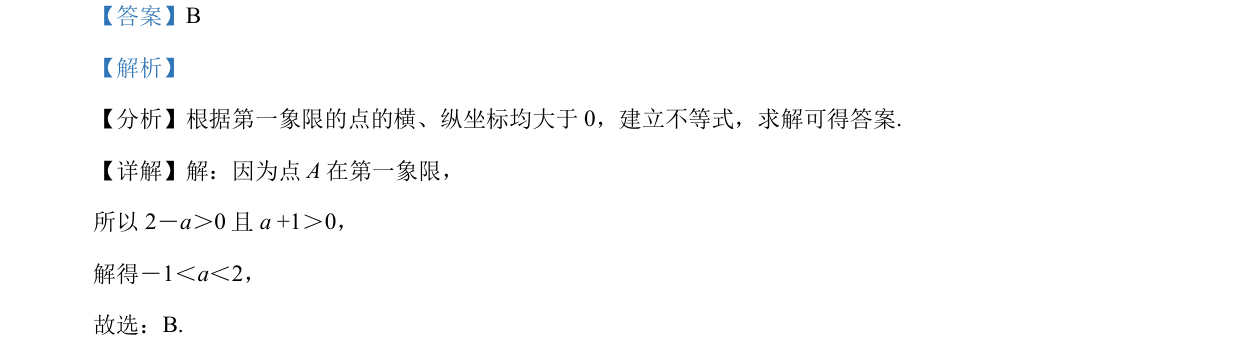 【答案】B
【解析】
【分析】根据第一象限的点的横、纵坐标均大于 0，建立不等式，求解可得答案.
【详解】解：因为点 A 在第一象限，
所以 2－a＞0 且 a +1＞0，
解得－1＜a＜2，
故选：B.